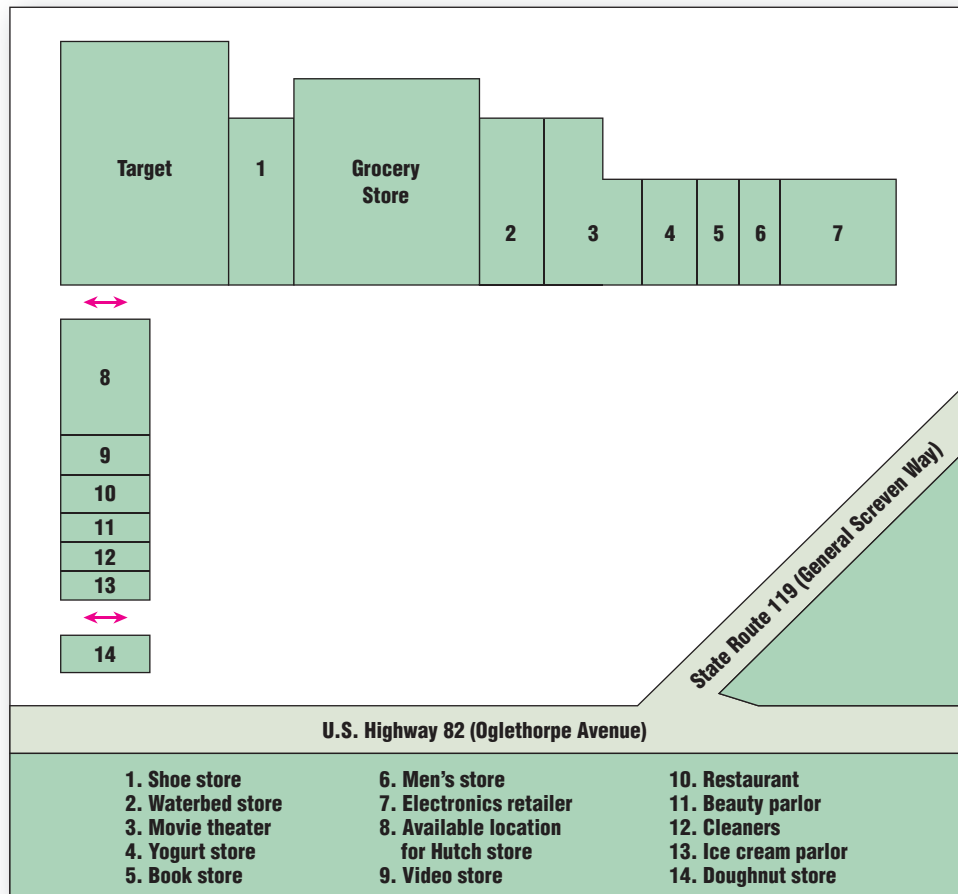 Target
1
Grocery
Store
2
3
4
5
6
7
8
9
10
11
12
13
14
State Route 119 (General Screven Way)
U.S. Highway 82 (Oglethorpe Avenue)
1. Shoe store
2. Waterbed store
3. Movie theater
4. Yogurt store
5. Book store
6. Men's store
7. Electronics retailer
8. Available location
for Hutch store
9. Video store
10. Restaurant
11. Beauty parlor
12. Cleaners
13. Ice cream parlor
14. Doughnut store